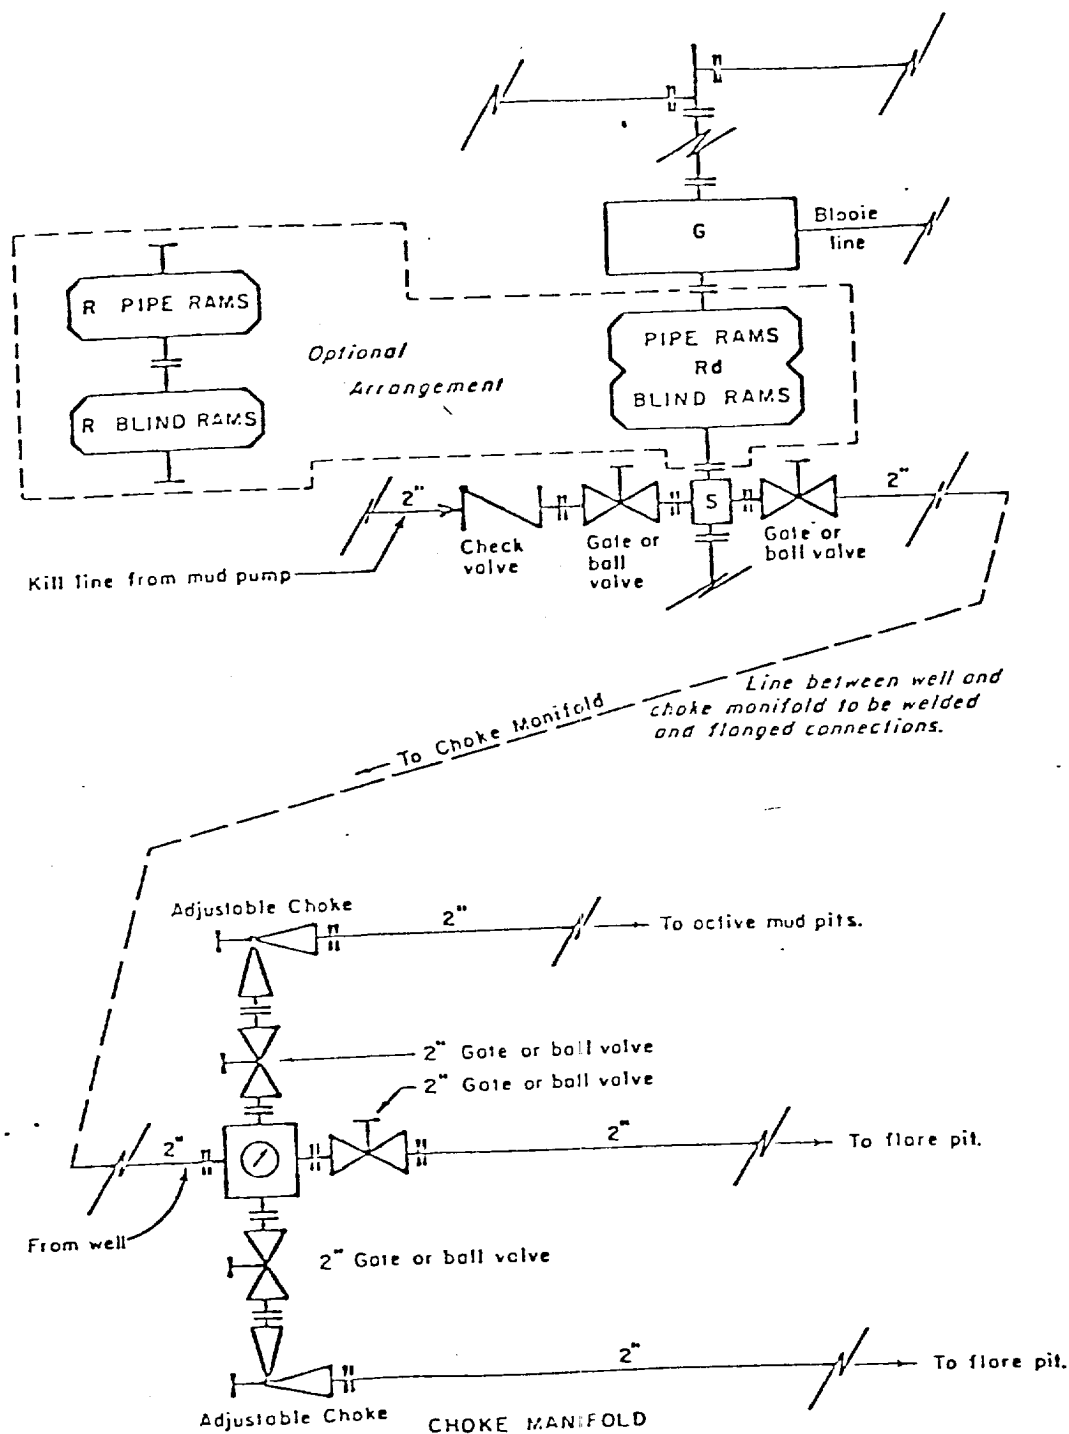 G
Blooie
line
R PIPE RAMS
R BLIND RAMS
Optional
Arrangement
PIPE RAMS
Rd
BLIND RAMS
2"
S
2"
Check
valve
Gate or
ball
valve
Gate or
ball valve
Kill line from mud pump
Line between well and
choke manifold to be welded
and flanged connections.
To Choke Manifold
Adjustable Choke
2"
To active mud pits.
2" Gate or ball valve
2" Gate or ball valve
2"
2"
To flare pit.
From well
2" Gate or ball valve
2"
To flare pit.
Adjustable Choke
CHOKE MANIFOLD